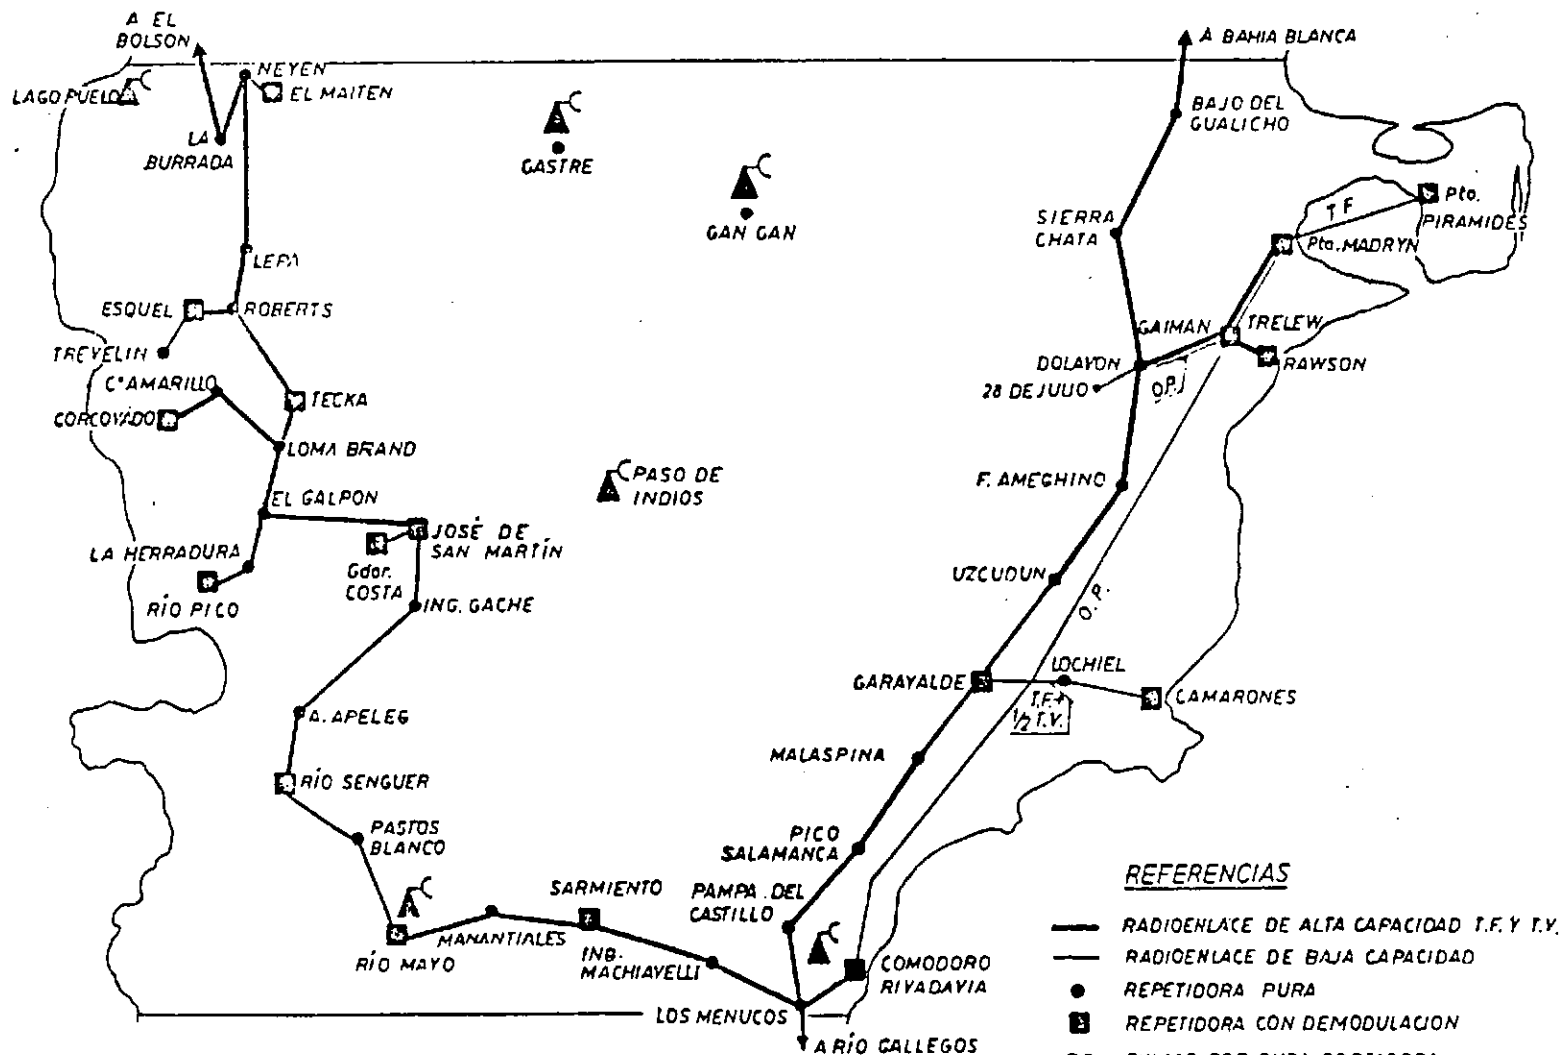 A EL
BOLSON
A BAHIA BLANCA
NEYEN
LAGO PUELO
EL MAITEN
BAJO DEL
GUALICHO
LA
BURRADA
GASTRE
GAN GAN
SIERRA
CHATA
T F
Pto.
PIRAMIDES
Pto. MADRYN
LEPA
ESQUEL
ROBERTS
GAIMAN
TRELEW
TREVELIN
DOLAVON
RAWSON
C° AMARILLO
28 DE JULIO
O.P.
TECKA
CORCOVADO
LOMA BRAND
PASO DE
INDIOS
F. AMEGHINO
EL GALPON
JOSÉ DE
SAN MARTÍN
LA HERRADURA
Gdor.
COSTA
UZCUDUN
RÍO PICO
ING. GACHE
O.P.
LOCHIEL
GARAYALDE
CAMARONES
T.F.+
1/2 T.V.
A. APELEG
MALASPINA
RÍO SENGUER
PASTOS
BLANCO
PICO
SALAMANCA
SARMIENTO
PAMPA DEL
CASTILLO
MANANTIALES
RÍO MAYO
ING.
MACHIAVELLI
COMODORO
RIVADAVIA
LOS MENUCOS
A RÍO GALLEGOS
REFERENCIAS
RADIOENLACE DE ALTA CAPACIDAD T.F. Y T.V.
RADIOENLACE DE BAJA CAPACIDAD
REPETIDORA PURA
REPETIDORA CON DEMODULACION